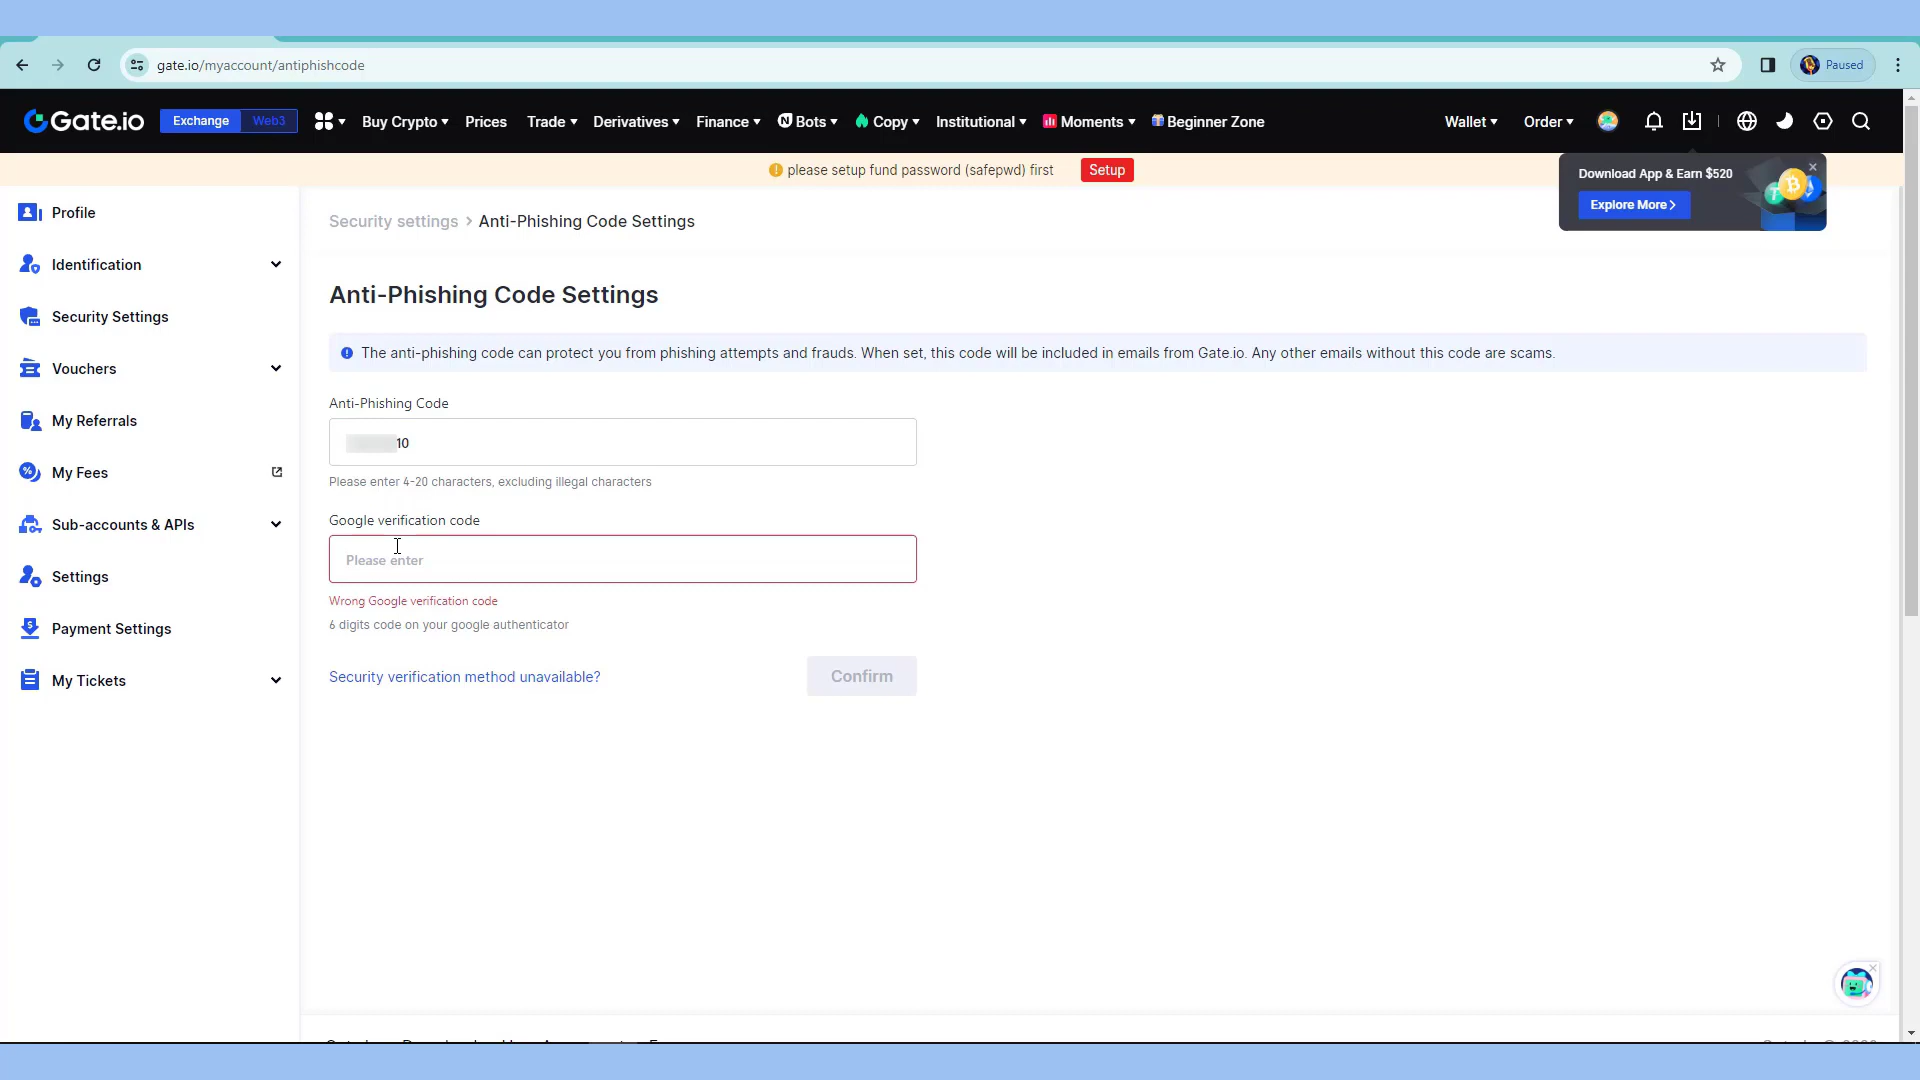 gate.io/myaccount/antiphishcode
Paused
Gate.io Exchange Web3 Buy Crypto Prices Trade Derivatives Finance Bots Copy Institutional Moments Beginner Zone Wallet Order
please setup fund password (safepwd) first Setup
Download App & Earn $520
Explore More
Profile
Identification
Security Settings
Vouchers
My Referrals
My Fees
Sub-accounts & APIs
Settings
Payment Settings
My Tickets
Security settings > Anti-Phishing Code Settings
Anti-Phishing Code Settings
The anti-phishing code can protect you from phishing attempts and frauds. When set, this code will be included in emails from Gate.io. Any other emails without this code are scams.
Anti-Phishing Code
10
Please enter 4-20 characters, excluding illegal characters
Google verification code
Please enter
Wrong Google verification code
6 digits code on your google authenticator
Security verification method unavailable?
Confirm